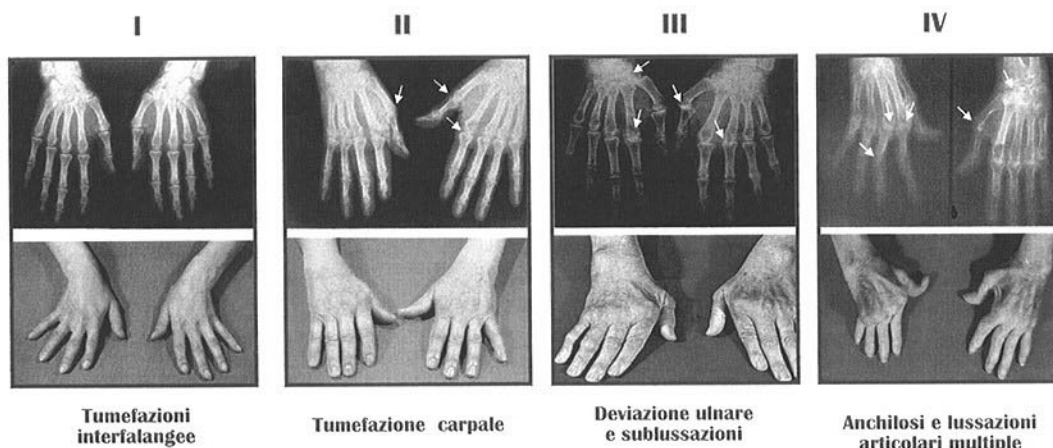 I
II
III
IV
Tumefazioni
interfalangee
Tumefazione carpale
Deviazione ulnare
e sublussazioni
Anchilosi e lussazioni
articolari multiple